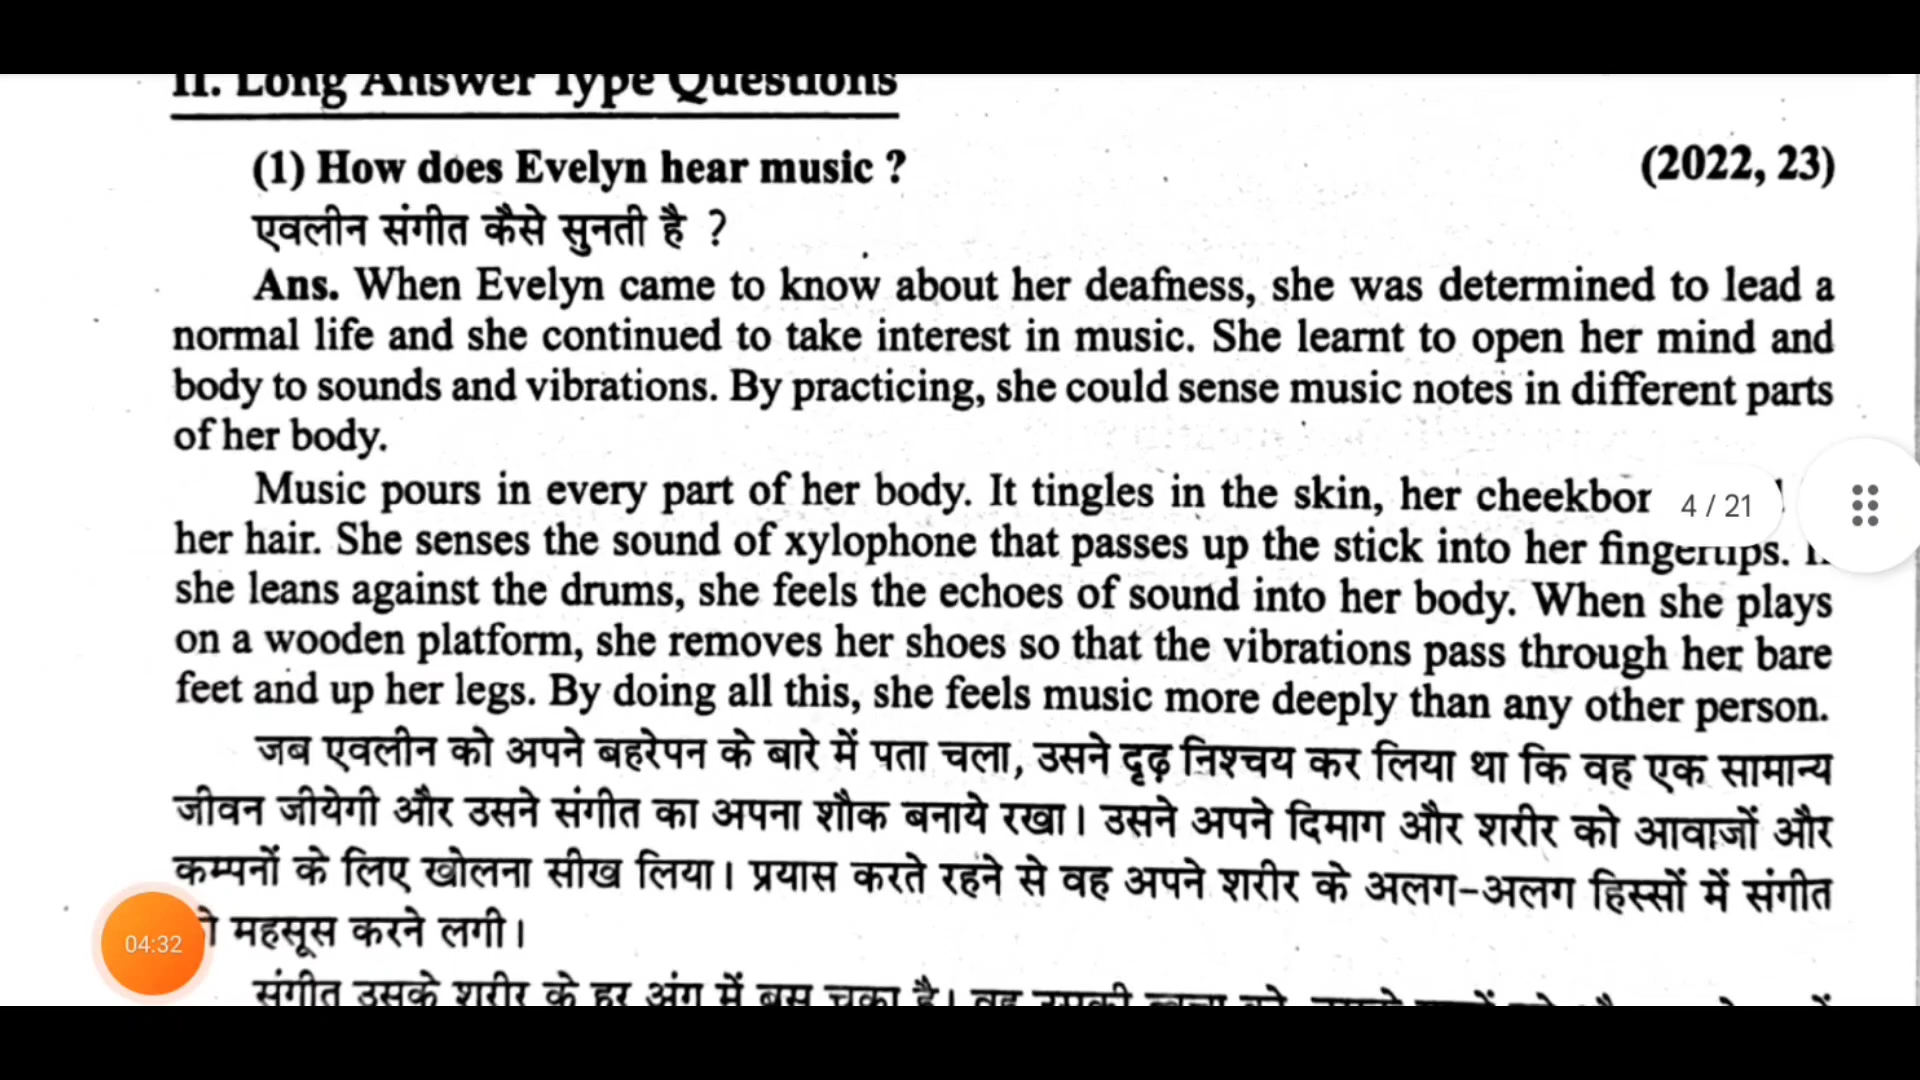 II. Long Answer Type Questions
(1) How does Evelyn hear music ? (2022, 23)
एवलीन संगीत कैसे सुनती है ?
Ans. When Evelyn came to know about her deafness, she was determined to lead a
normal life and she continued to take interest in music. She learnt to open her mind and
body to sounds and vibrations. By practicing, she could sense music notes in different parts
of her body.
Music pours in every part of her body. It tingles in the skin, her
4 / 21
her hair. She senses the sound of xylophone that passes up the stick into her fingertips.
she leans against the drums, she feels the echoes of sound into her body. When she plays
on a wooden platform, she removes her shoes so that the vibrations pass through her bare
feet and up her legs. By doing all this, she feels music more deeply than any other person.
जब एवलीन को अपने बहरेपन के बारे में पता चला, उसने दृढ़ निश्चय कर लिया था कि वह एक सामान्य
जीवन जीयेगी और उसने संगीत का अपना शौक बनाये रखा। उसने अपने दिमाग और शरीर को आवाजों और
कम्पनों के लिए खोलना सीख लिया। प्रयास करते रहने से वह अपने शरीर के अलग-अलग हिस्सों में संगीत
महसूस करने लगी।
04:32
संगीत उसके शरीर के हर अंग में बस चुका है। वह